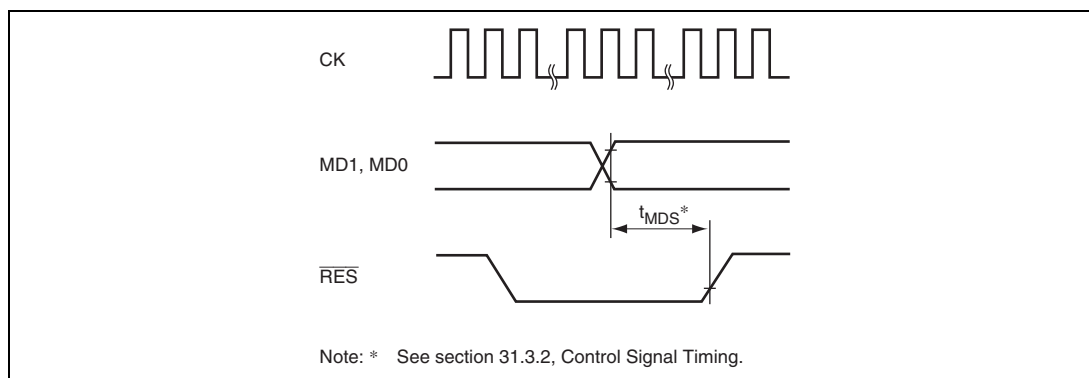 CK
MD1, MD0
tMDS*
RES
Note: * See section 31.3.2, Control Signal Timing.